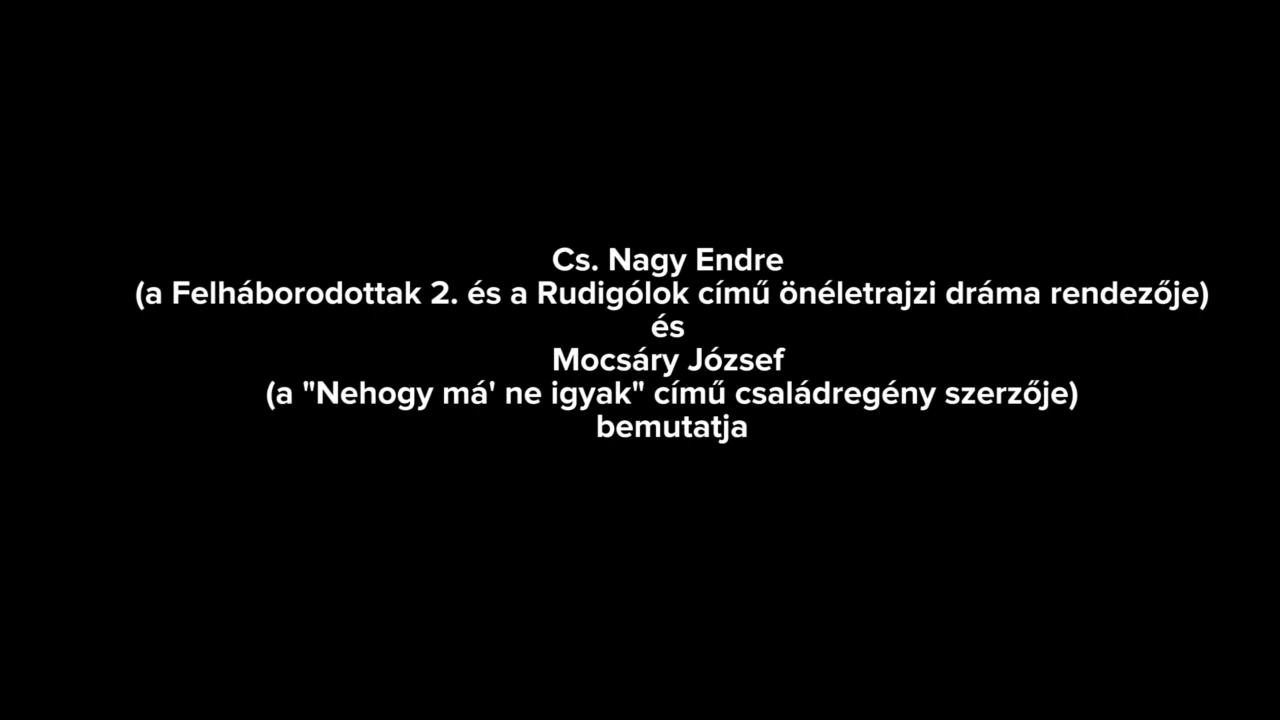 Cs. Nagy Endre
(a Felháborodottak 2. és a Rudigólok című önéletrajzi dráma rendezője)
és
Mocsáry József
(a "Nehogy má' ne igyak" című családregény szerzője)
bemutatja